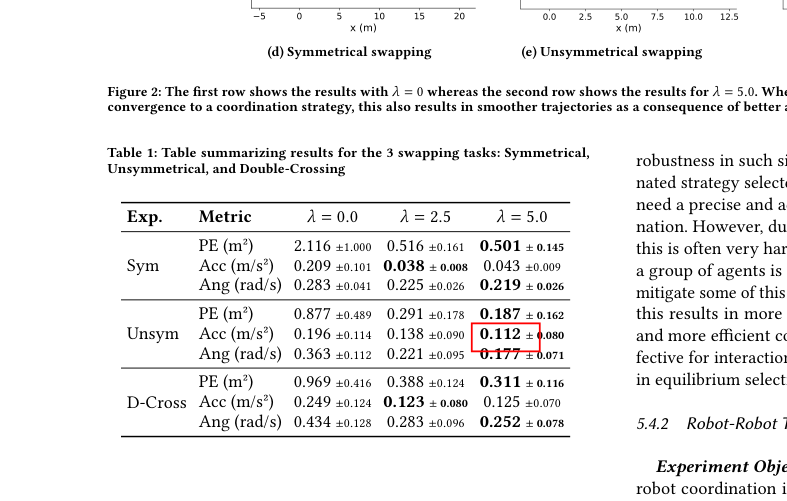 −5 0 5 10 15 20
x (m)
0.0 2.5 5.0 7.5 10.0 12.5
x (m)
(d) Symmetrical swapping
(e) Unsymmetrical swapping
Figure 2: The first row shows the results with λ = 0 whereas the second row shows the results for λ = 5.0. Whe
convergence to a coordination strategy, this also results in smoother trajectories as a consequence of better a
Table 1: Table summarizing results for the 3 swapping tasks: Symmetrical,
Unsymmetrical, and Double-Crossing
Exp. Metric λ = 0.0 λ = 2.5 λ = 5.0
Sym
PE (m²) 2.116 ±1.000 0.516 ±0.161 0.501 ± 0.145
Acc (m/s²) 0.209 ±0.101 0.038 ± 0.008 0.043 ±0.009
Ang (rad/s) 0.283 ±0.041 0.225 ±0.026 0.219 ± 0.026
Unsym
PE (m²) 0.877 ±0.489 0.291 ±0.178 0.187 ± 0.162
Acc (m/s²) 0.196 ±0.114 0.138 ±0.090 0.112 ± 0.080
Ang (rad/s) 0.363 ±0.112 0.221 ±0.095 0.177 ± 0.071
D-Cross
PE (m²) 0.969 ±0.416 0.388 ±0.124 0.311 ± 0.116
Acc (m/s²) 0.249 ±0.124 0.123 ± 0.080 0.125 ±0.070
Ang (rad/s) 0.434 ±0.128 0.283 ±0.096 0.252 ± 0.078
robustness in such si
nated strategy selecte
need a precise and ac
nation. However, du
this is often very har
a group of agents is
mitigate some of this
this results in more
and more efficient co
fective for interaction
in equilibrium selecti
5.4.2 Robot-Robot T
Experiment Obje
robot coordination i